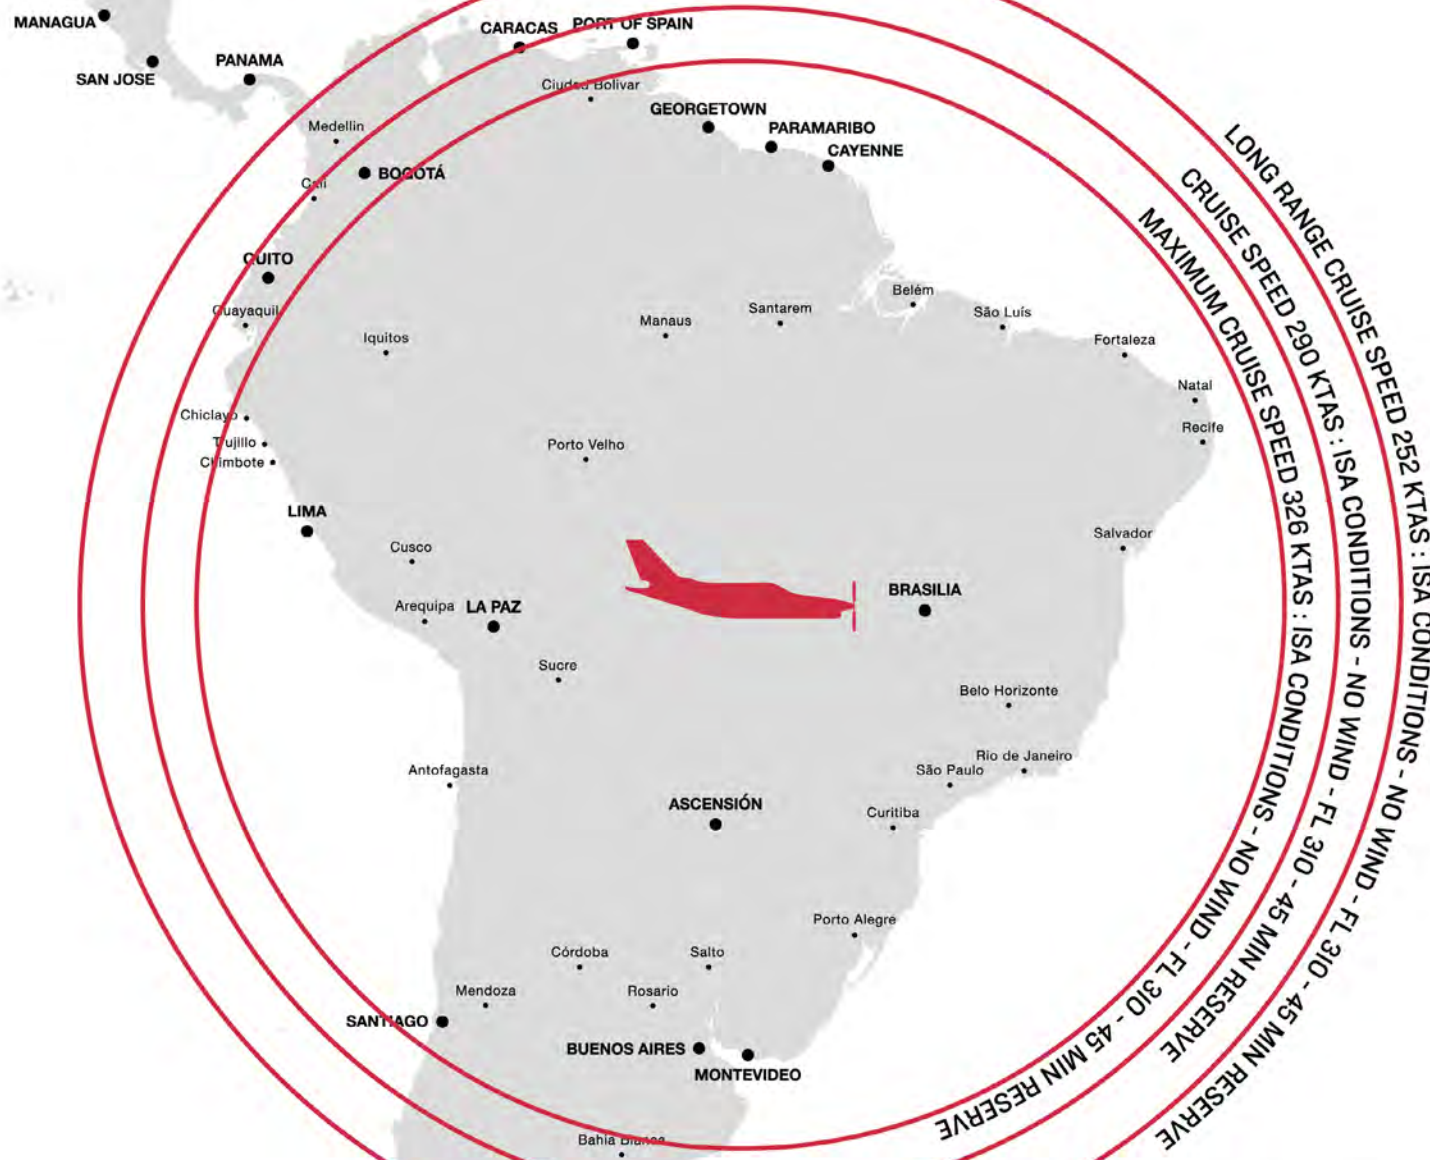 MANAGUA
CARACAS
PORT OF SPAIN
SAN JOSE
PANAMA
Ciudad Bolivar
GEORGETOWN
Medellin
PARAMARIBO
CAYENNE
BOGOTÁ
Cali
QUITO
Guayaquil
Iquitos
Manaus
Santarem
Belém
São Luís
Fortaleza
Natal
Recife
Chiclayo
Trujillo
Chimbote
Porto Velho
LIMA
Cusco
Salvador
Arequipa
LA PAZ
BRASILIA
Sucre
Belo Horizonte
Antofagasta
Rio de Janeiro
São Paulo
ASCENSIÓN
Curitiba
Porto Alegre
Córdoba
Salto
Mendoza
Rosario
SANTIAGO
BUENOS AIRES
MONTEVIDEO
Bahia Blanca
LONG RANGE CRUISE SPEED 252 KTAS : ISA CONDITIONS - NO WIND - FL 310 - 45 MIN RESERVE
CRUISE SPEED 290 KTAS : ISA CONDITIONS - NO WIND - FL 310 - 45 MIN RESERVE
MAXIMUM CRUISE SPEED 326 KTAS : ISA CONDITIONS - NO WIND - FL 310 - 45 MIN RESERVE